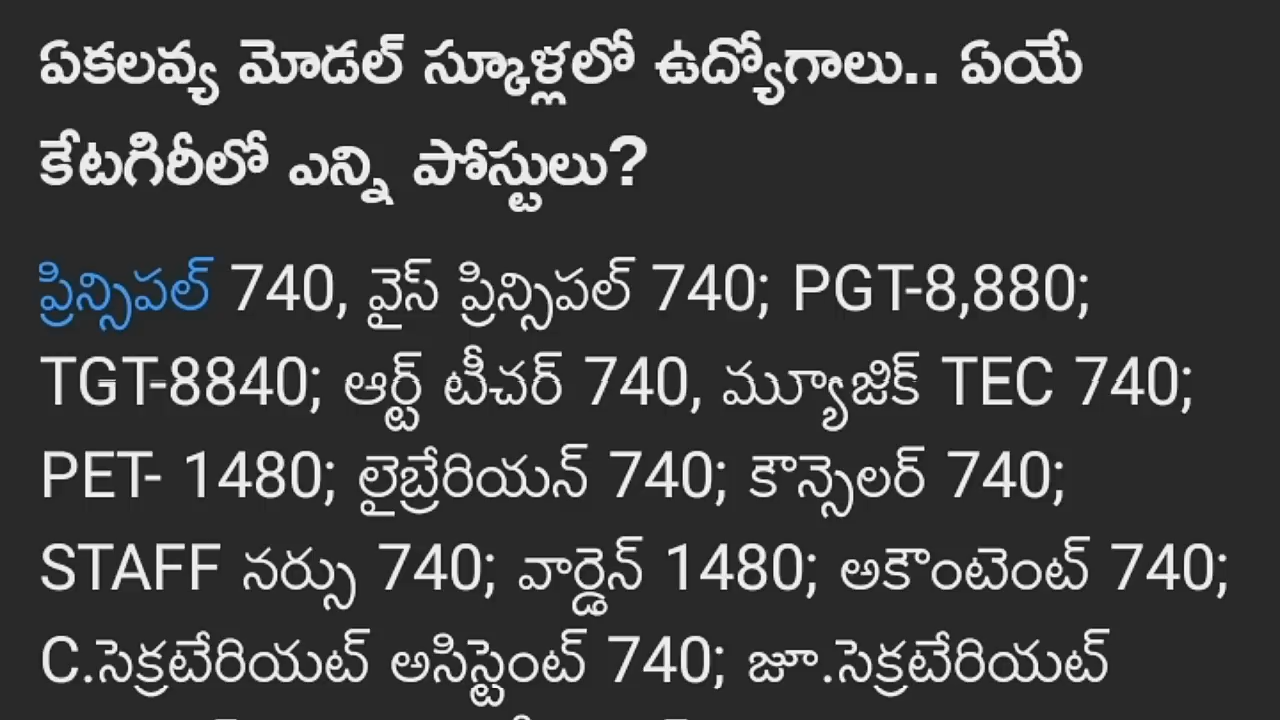 ఏకలవ్య మోడల్ స్కూళ్లలో ఉద్యోగాలు.. ఏయే
కేటగిరీలో ఎన్ని పోస్టులు?
ప్రిన్సిపల్ 740, వైస్ ప్రిన్సిపల్ 740; PGT-8,880;
TGT-8840; ఆర్ట్ టీచర్ 740, మ్యూజిక్ TEC 740;
PET- 1480; లైబ్రేరియన్ 740; కౌన్సెలర్ 740;
STAFF నర్సు 740; వార్డెన్ 1480; అకౌంటెంట్ 740;
C.సెక్రటేరియట్ అసిస్టెంట్ 740; జూ.సెక్రటేరియట్